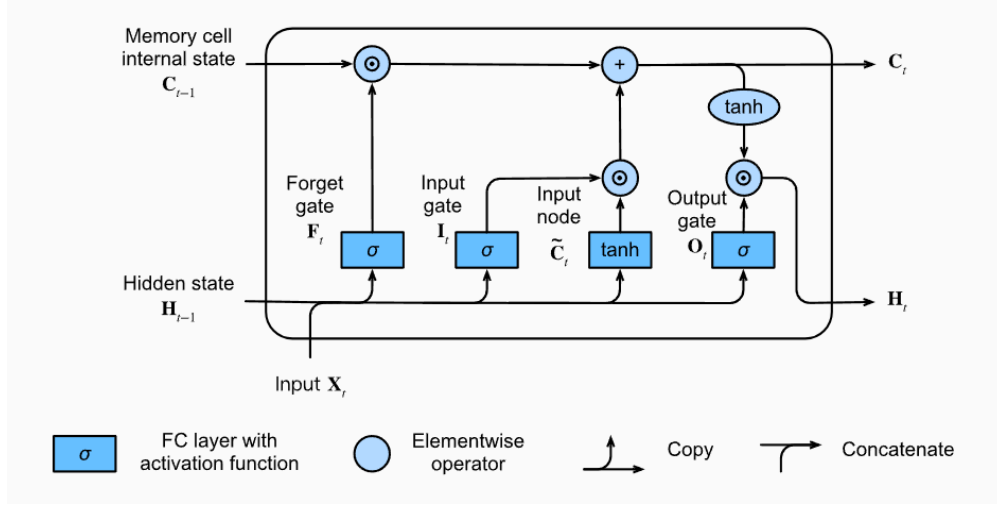 Memory cell
internal state
C_{t−1}
C_t
tanh
Forget
gate
F_t
Input
gate
I_t
Input
node
C̃_t
Output
gate
O_t
σ
σ
tanh
σ
Hidden state
H_{t−1}
H_t
Input X_t
σ
FC layer with
activation function
Elementwise
operator
Copy
Concatenate